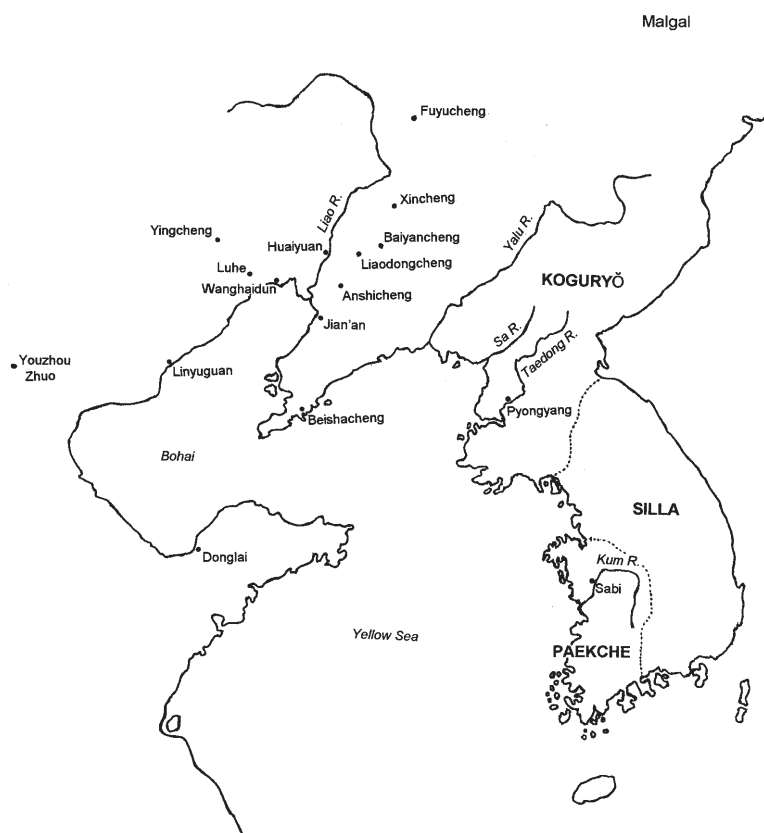 Malgal
Fuyucheng
Xincheng
Liao R.
Yingcheng
Huaiyuan
Baiyancheng
Liaodongcheng
Yalu R.
Luhe
Wanghaidun
Anshicheng
KOGURYŎ
Jian'an
Sa R.
Taedong R.
Youzhou
Zhuo
Linyuguan
Beishacheng
Pyongyang
Bohai
SILLA
Donglai
Kum R.
Sabi
Yellow Sea
PAEKCHE